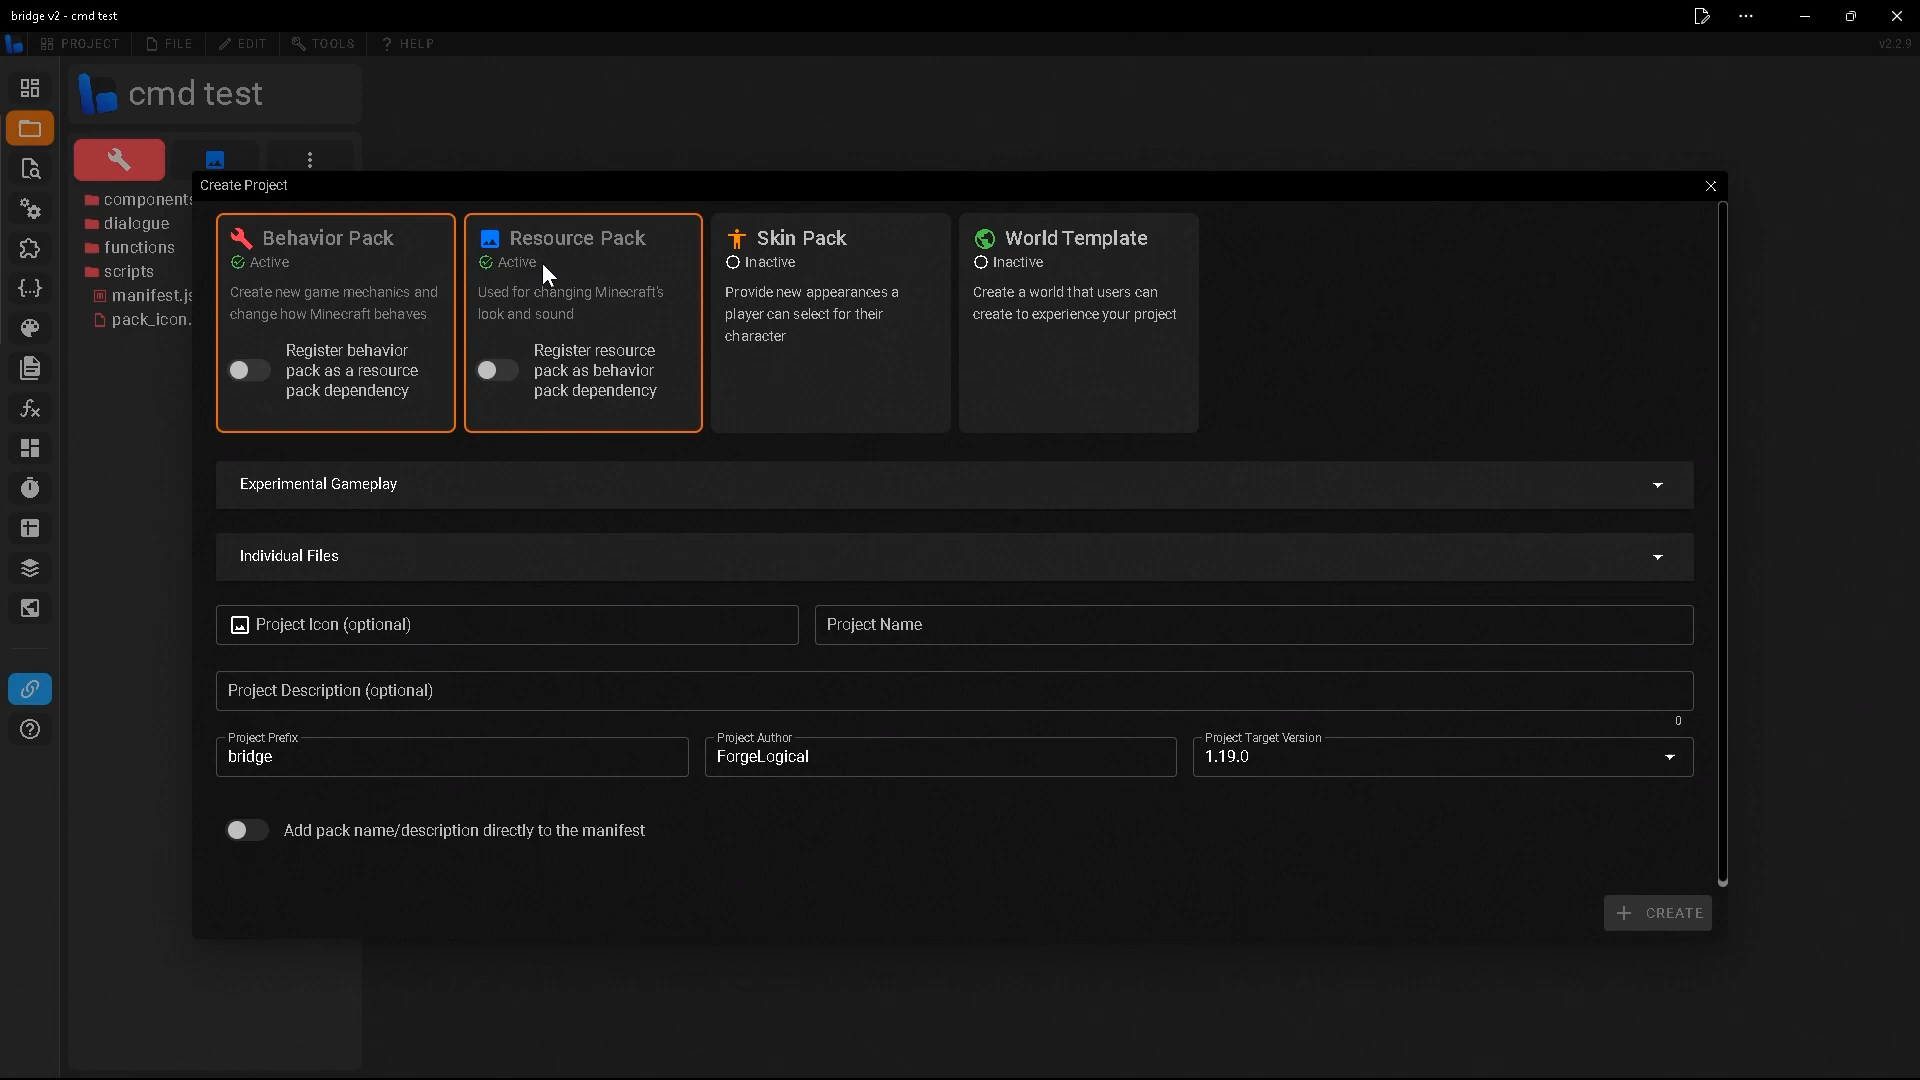 bridge v2 - cmd test
PROJECT FILE EDIT TOOLS ? HELP
v2.2.9
cmd test
components
dialogue
functions
scripts
manifest.js
pack_icon.
Create Project
Behavior Pack
Active
Create new game mechanics and
change how Minecraft behaves
Register behavior
pack as a resource
pack dependency
Resource Pack
Active
Used for changing Minecraft's
look and sound
Register resource
pack as behavior
pack dependency
Skin Pack
Inactive
Provide new appearances a
player can select for their
character
World Template
Inactive
Create a world that users can
create to experience your project
Experimental Gameplay
Individual Files
Project Icon (optional)
Project Name
Project Description (optional)
0
Project Prefix
bridge
Project Author
ForgeLogical
Project Target Version
1.19.0
Add pack name/description directly to the manifest
+ CREATE